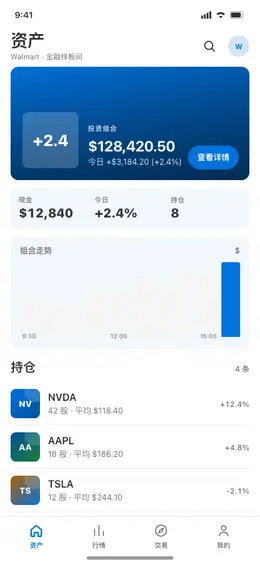 9:41
资产
Walmart · 金融样板间
W
+2.4
投资组合
$128,420.50
今日 +$3,184.20 (+2.4%)
查看详情
现金
今日
持仓
$12,840
+2.4%
8
组合走势
$
9:30
12:00
15:00
持仓
4 条
NV
NVDA
42 股 · 平均 $118.40
+12.4%
AA
AAPL
18 股 · 平均 $186.20
+4.8%
TS
TSLA
12 股 · 平均 $244.10
-2.1%
资产
行情
交易
我的